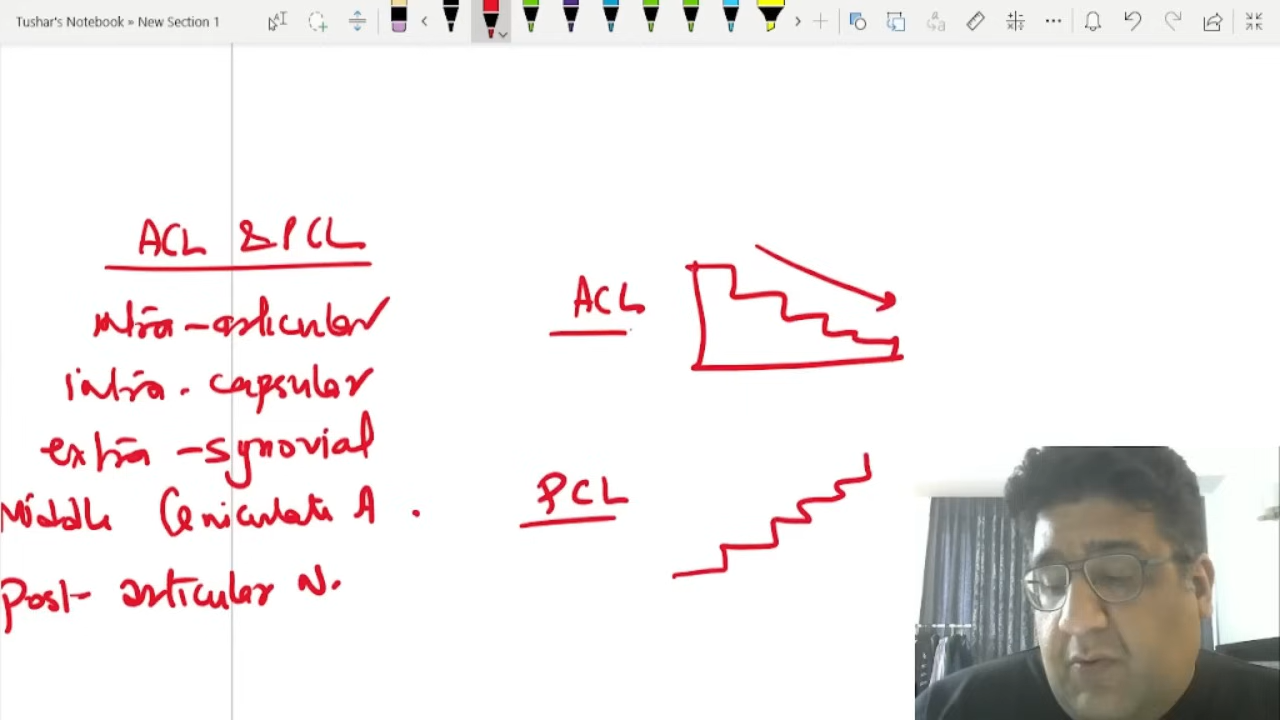 Tushar's Notebook » New Section 1
ACL & PCL
intra-articular
intra-capsular
extra-synovial
Middle Geniculate A.
Post- articular N.
ACL
PCL